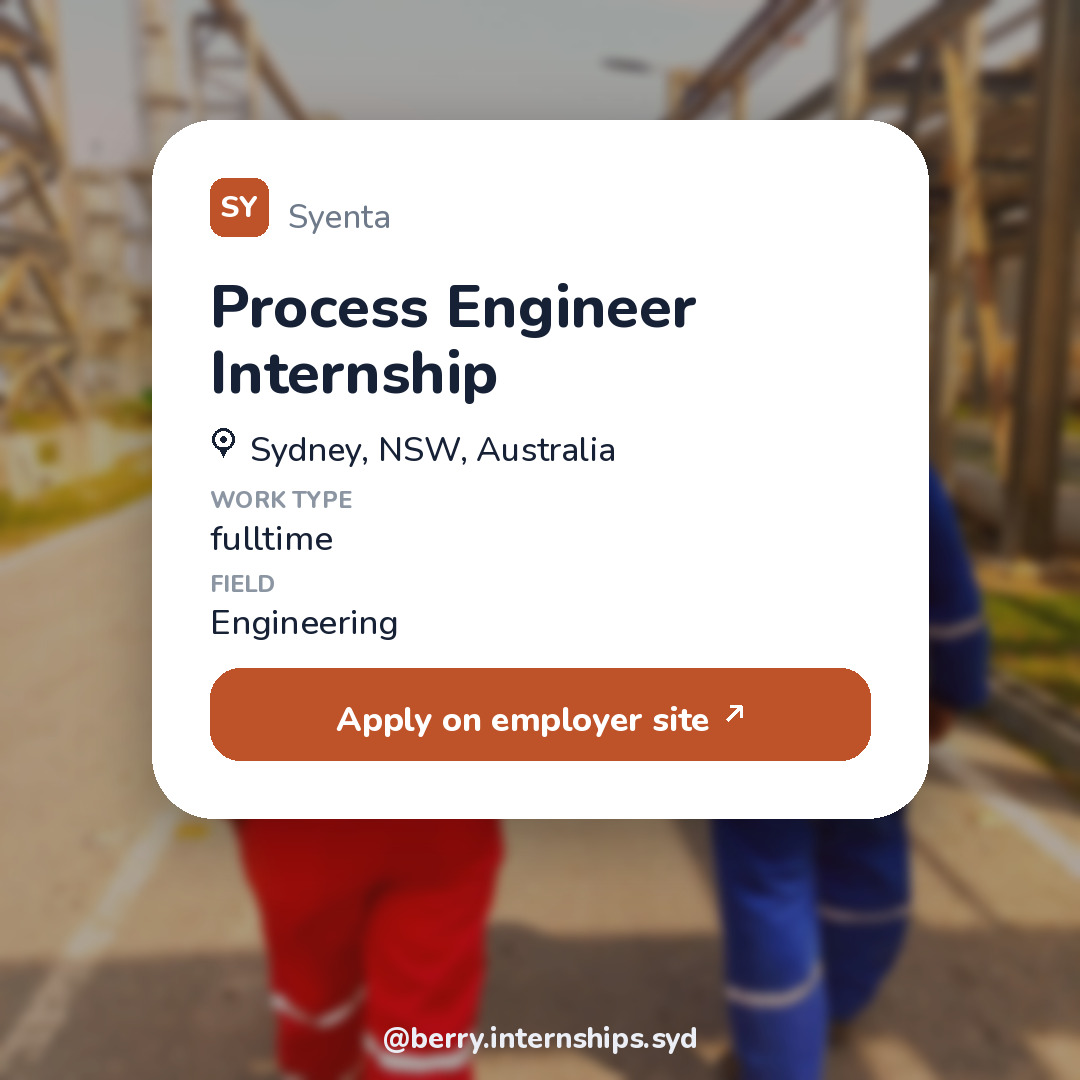 SY
Syenta
Process Engineer
Internship
Sydney, NSW, Australia
WORK TYPE
fulltime
FIELD
Engineering
Apply on employer site ↗
@berry.internships.syd